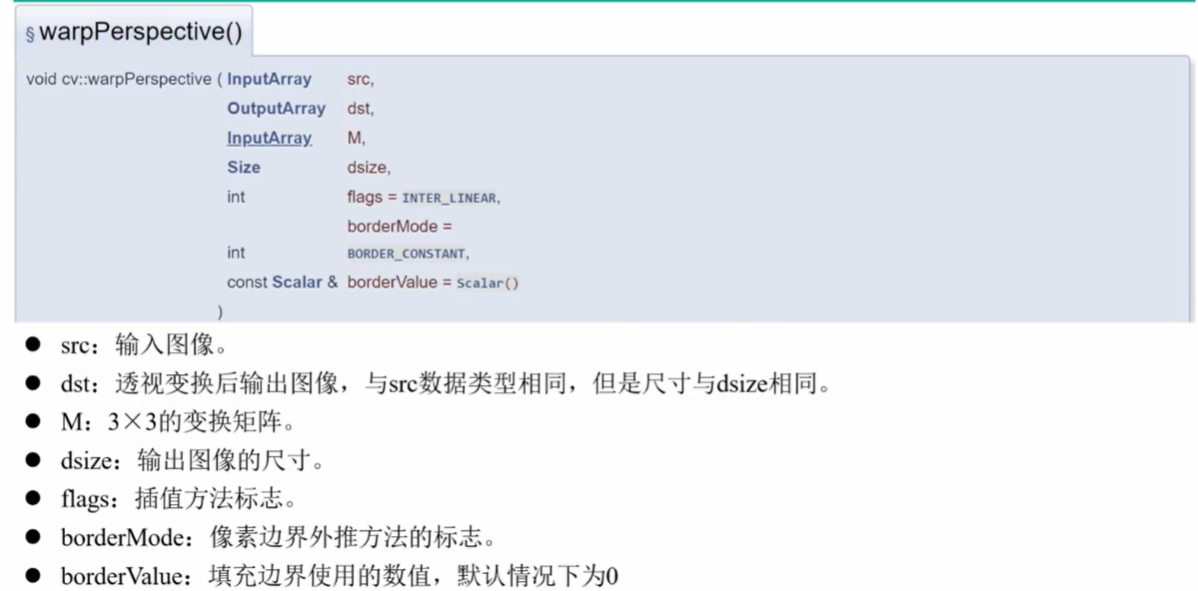 § warpPerspective()
void cv::warpPerspective ( InputArray src,
OutputArray dst,
InputArray M,
Size dsize,
int flags = INTER_LINEAR,
borderMode =
int BORDER_CONSTANT,
const Scalar & borderValue = Scalar()
)
● src：输入图像。
● dst：透视变换后输出图像，与src数据类型相同，但是尺寸与dsize相同。
● M：3×3的变换矩阵。
● dsize：输出图像的尺寸。
● flags：插值方法标志。
● borderMode：像素边界外推方法的标志。
● borderValue：填充边界使用的数值，默认情况下为0